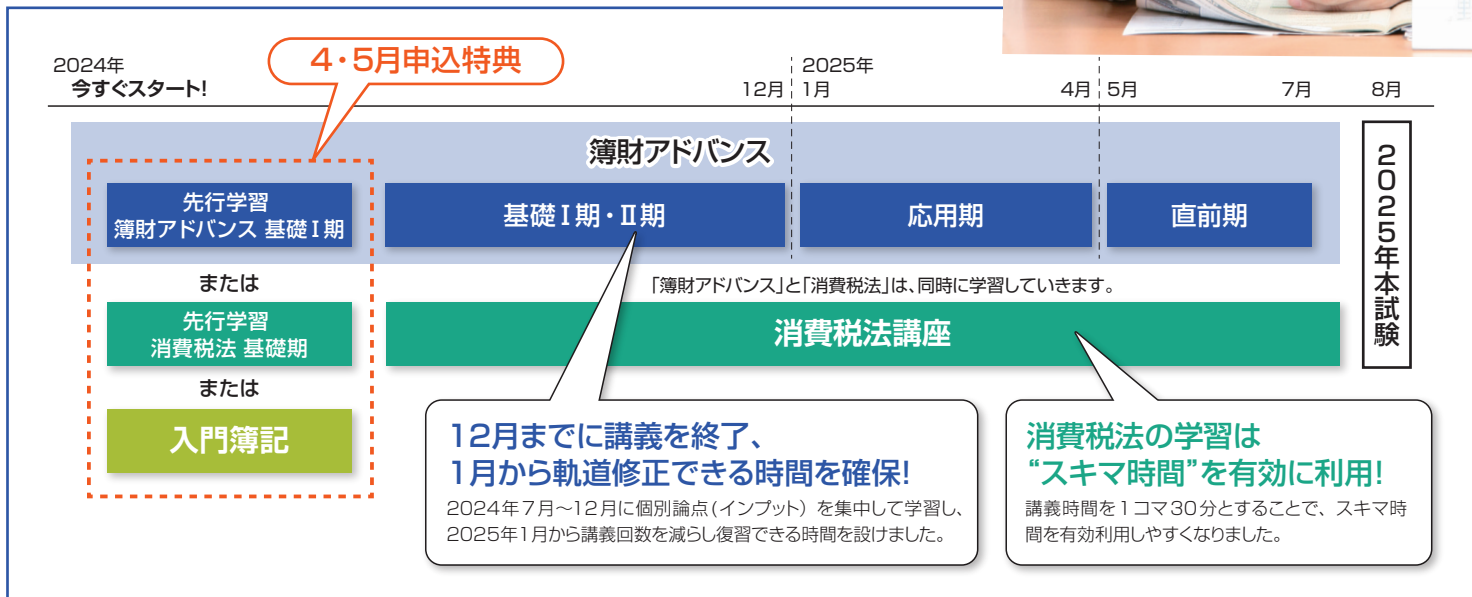 4・5月申込特典
2024年
今すぐスタート!
12月
2025年
1月
4月
5月
7月
8月
簿財アドバンス
先行学習
簿財アドバンス 基礎Ⅰ期
基礎Ⅰ期・Ⅱ期
応用期
直前期
または
「簿財アドバンス」と「消費税法」は、同時に学習していきます。
先行学習
消費税法 基礎期
消費税法講座
または
入門簿記
2025年本試験
12月までに講義を終了、
1月から軌道修正できる時間を確保!
2024年7月〜12月に個別論点(インプット)を集中して学習し、
2025年1月から講義回数を減らし復習できる時間を設けました。
消費税法の学習は
“スキマ時間”を有効に利用!
講義時間を1コマ30分とすることで、スキマ時
間を有効利用しやすくなりました。